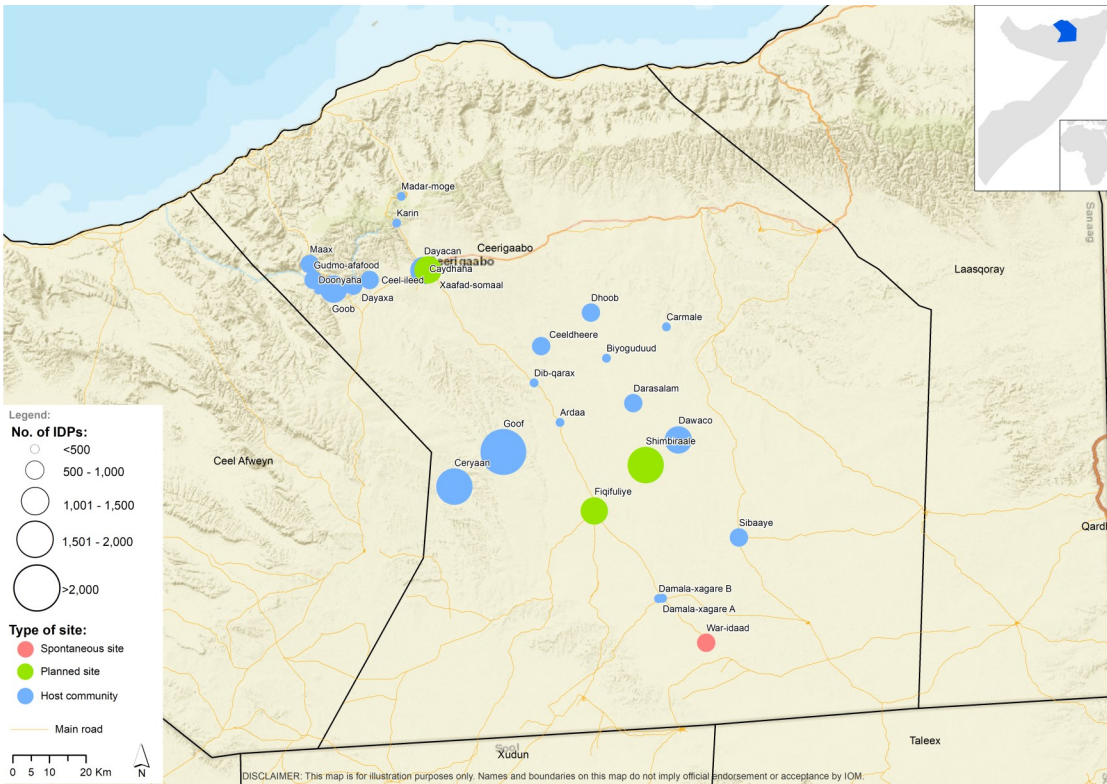 Madar-moge
Karin
Maax
Gudmo-afafood
Doonyaha
Goob
Dayaxa
Ceel-ileed
Dayacan
Ceerigaabo
Caydhaha
Xaafad-somaal
Sanaag
Laasqoray
Dhoob
Carmale
Ceeldheere
Biyoguduud
Dib-qarax
Darasalam
Ardaa
Goof
Dawaco
Shimbiraale
Ceryaan
Ceel Afweyn
Fiqifuliye
Sibaaye
Damala-xagare B
Damala-xagare A
War-idaad
Taleex
Sool
Xudun
Legend:
No. of IDPs:
<500
500 - 1,000
1,001 - 1,500
1,501 - 2,000
>2,000
Type of site:
Spontaneous site
Planned site
Host community
Main road
0 5 10 20 Km
N
DISCLAIMER: This map is for illustration purposes only. Names and boundaries on this map do not imply official endorsement or acceptance by IOM.